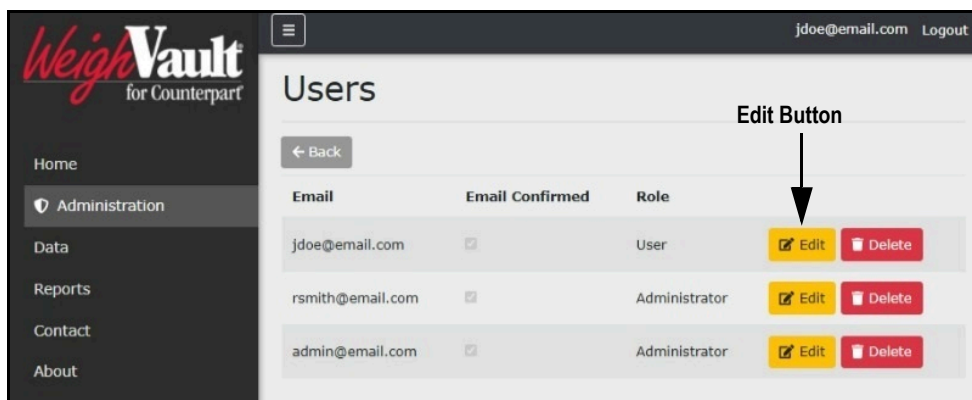 WeighVault
for Counterpart
Home
Administration
Data
Reports
Contact
About
jdoe@email.com Logout
Users
Edit Button
← Back
Email Email Confirmed Role
jdoe@email.com User Edit Delete
rsmith@email.com Administrator Edit Delete
admin@email.com Administrator Edit Delete